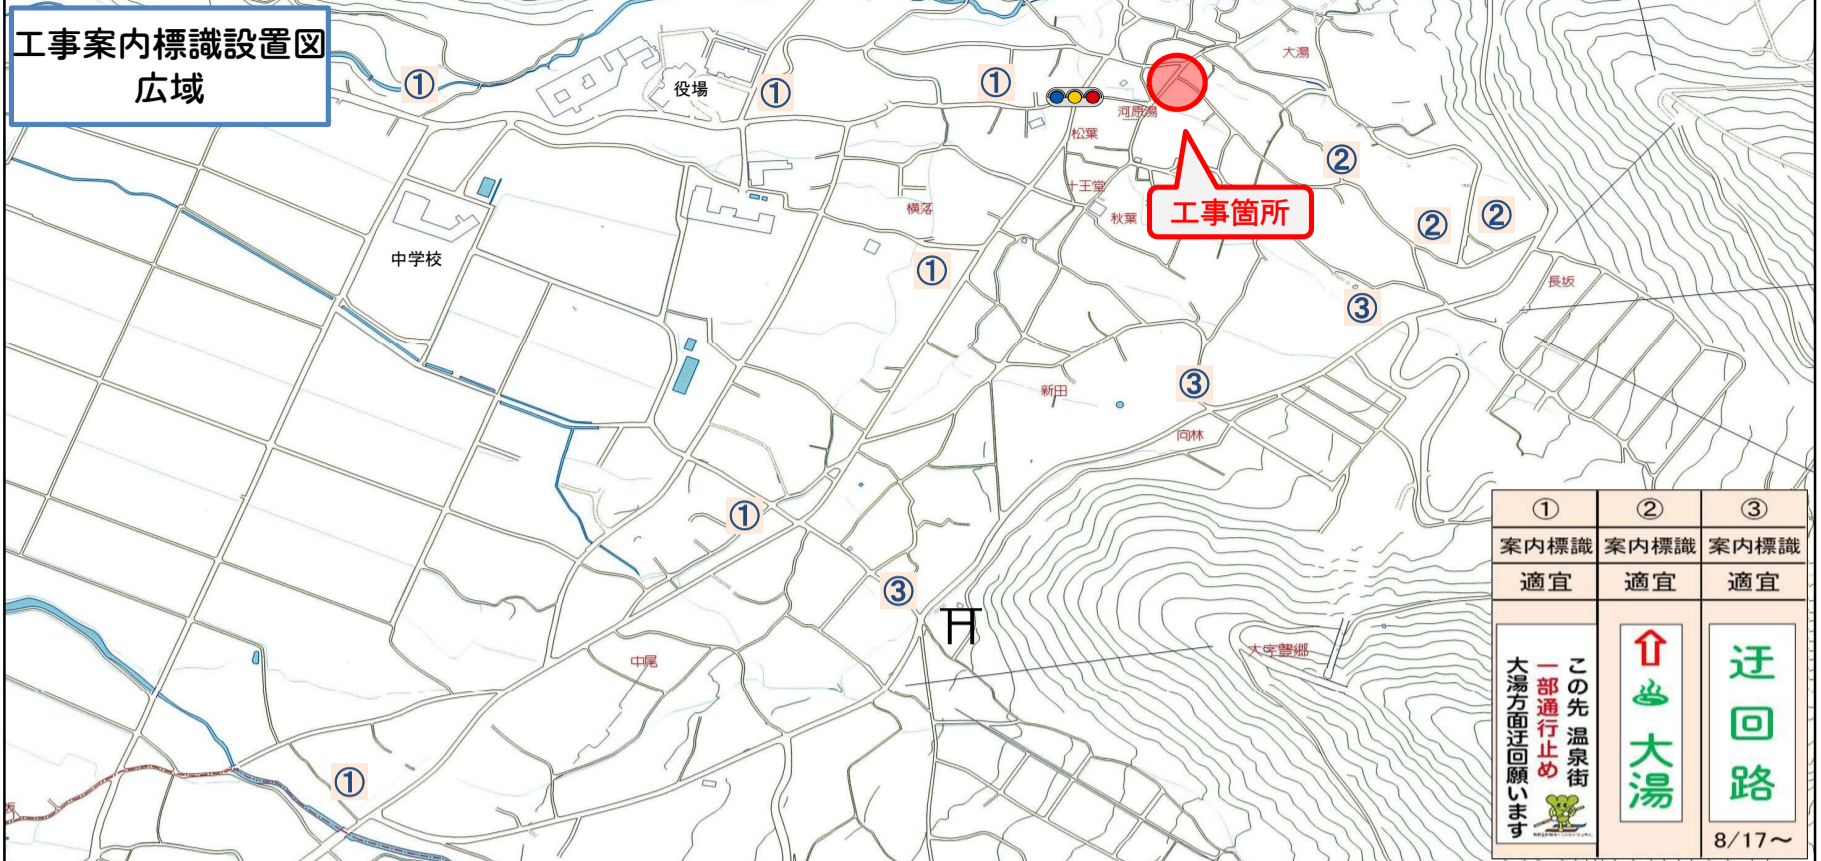 工事案内標識設置図
広域
①
役場
①
①
大湯
河原湯
松葉
②
十王堂
秋葉
横落
工事箇所
②
②
中学校
①
長坂
③
③
新田
向林
①
③
大字豊郷
中尾
①
①
②
③
案内標識
案内標識
案内標識
適宜
適宜
適宜
この先 温泉街
一部通行止め
大湯方面迂回願います
大湯
迂回路
8/17～